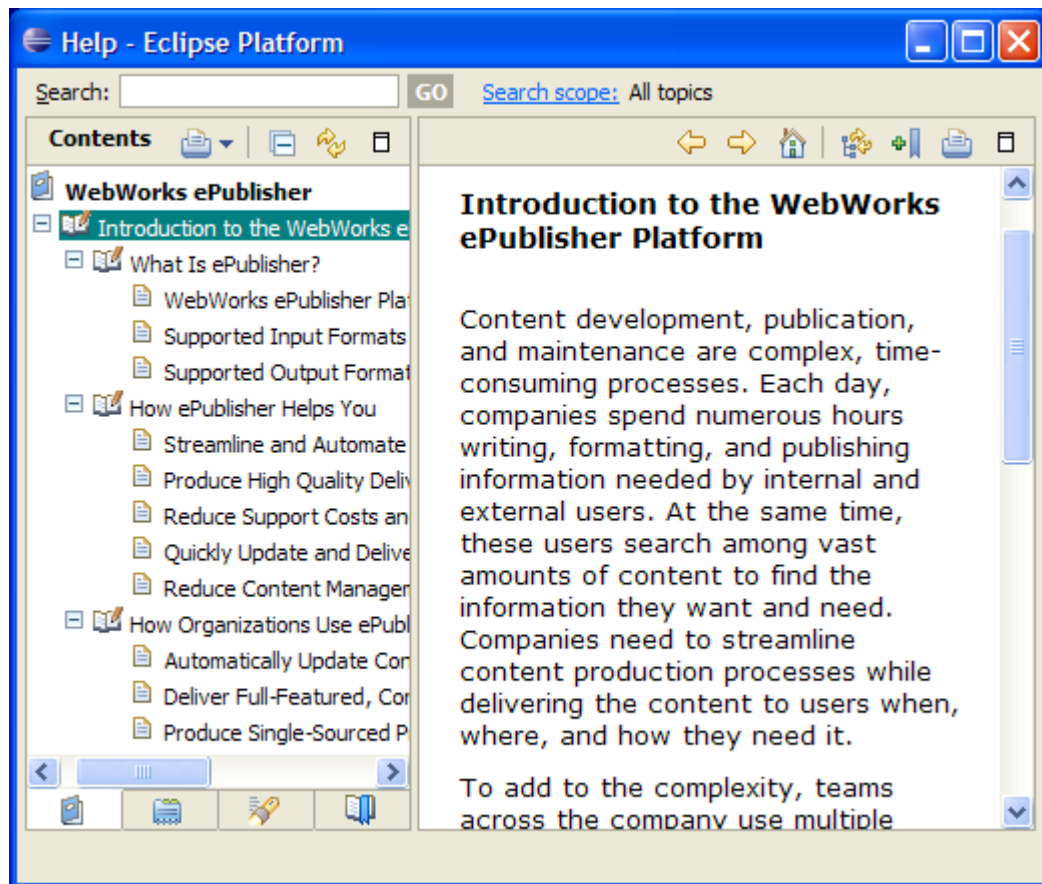 Help - Eclipse Platform
Search:
GO
Search scope: All topics
Contents
WebWorks ePublisher
Introduction to the WebWorks e
What Is ePublisher?
WebWorks ePublisher Plat
Supported Input Formats
Supported Output Format
How ePublisher Helps You
Streamline and Automate
Produce High Quality Deliv
Reduce Support Costs an
Quickly Update and Delive
Reduce Content Managem
How Organizations Use ePubl
Automatically Update Con
Deliver Full-Featured, Con
Produce Single-Sourced P
Introduction to the WebWorks
ePublisher Platform
Content development, publication,
and maintenance are complex, time-
consuming processes. Each day,
companies spend numerous hours
writing, formatting, and publishing
information needed by internal and
external users. At the same time,
these users search among vast
amounts of content to find the
information they want and need.
Companies need to streamline
content production processes while
delivering the content to users when,
where, and how they need it.
To add to the complexity, teams
across the company use multiple